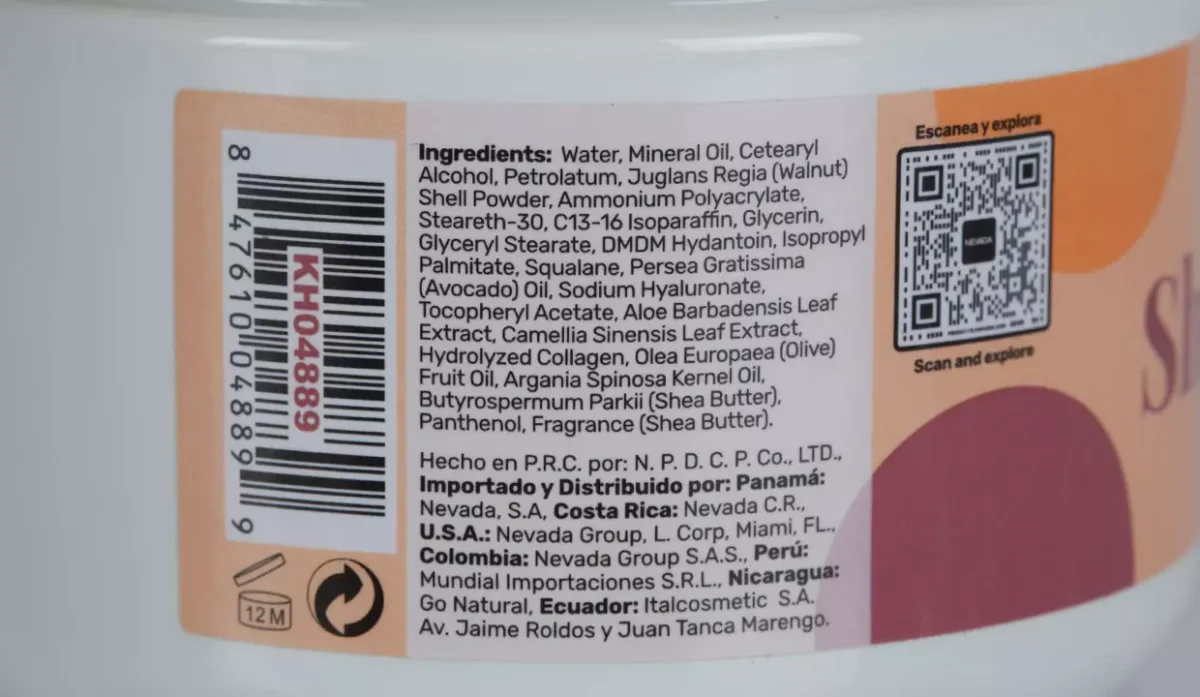 8 47610 04889 9
KH04889
12 M
Ingredients: Water, Mineral Oil, Cetearyl
Alcohol, Petrolatum, Juglans Regia (Walnut)
Shell Powder, Ammonium Polyacrylate,
Steareth-30, C13-16 Isoparaffin, Glycerin,
Glyceryl Stearate, DMDM Hydantoin, Isopropyl
Palmitate, Squalane, Persea Gratissima
(Avocado) Oil, Sodium Hyaluronate,
Tocopheryl Acetate, Aloe Barbadensis Leaf
Extract, Camellia Sinensis Leaf Extract,
Hydrolyzed Collagen, Olea Europaea (Olive)
Fruit Oil, Argania Spinosa Kernel Oil,
Butyrospermum Parkii (Shea Butter),
Panthenol, Fragrance (Shea Butter).
Hecho en P.R.C. por: N. P. D. C. P. Co., LTD.,
Importado y Distribuido por: Panamá:
Nevada, S.A, Costa Rica: Nevada C.R.,
U.S.A.: Nevada Group, L. Corp, Miami, FL.,
Colombia: Nevada Group S.A.S., Perú:
Mundial Importaciones S.R.L., Nicaragua:
Go Natural, Ecuador: Italcosmetic S.A.
Av. Jaime Roldos y Juan Tanca Marengo.
Escanea y explora
NEVADA
Scan and explore
Sh